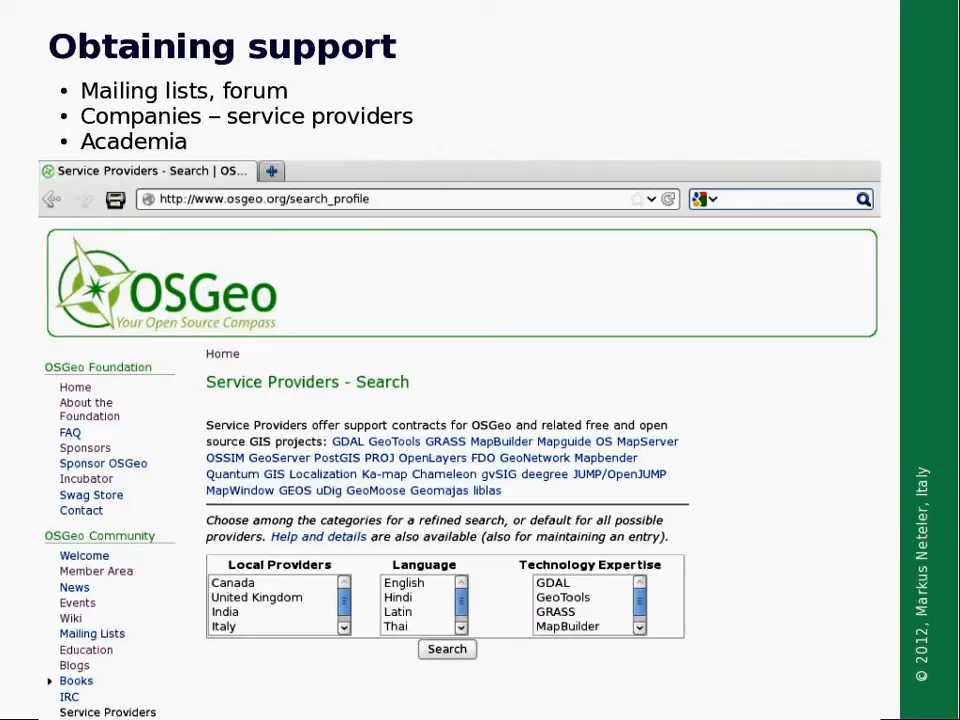 Obtaining support
• Mailing lists, forum
• Companies – service providers
• Academia
Service Providers - Search | OS...
http://www.osgeo.org/search_profile
OSGeo
Your Open Source Compass
OSGeo Foundation
Home
About the
Foundation
FAQ
Sponsors
Sponsor OSGeo
Incubator
Swag Store
Contact
OSGeo Community
Welcome
Member Area
News
Events
Wiki
Mailing Lists
Education
Blogs
Books
IRC
Service Providers
Home
Service Providers - Search
Service Providers offer support contracts for OSGeo and related free and open
source GIS projects: GDAL GeoTools GRASS MapBuilder Mapguide OS MapServer
OSSIM GeoServer PostGIS PROJ OpenLayers FDO GeoNetwork Mapbender
Quantum GIS Localization Ka-map Chameleon gvSIG deegree JUMP/OpenJUMP
MapWindow GEOS uDig GeoMoose Geomajas liblas
Choose among the categories for a refined search, or default for all possible
providers. Help and details are also available (also for maintaining an entry).
Local Providers
Canada
United Kingdom
India
Italy
Language
English
Hindi
Latin
Thai
Technology Expertise
GDAL
GeoTools
GRASS
MapBuilder
Search
© 2012, Markus Neteler, Italy